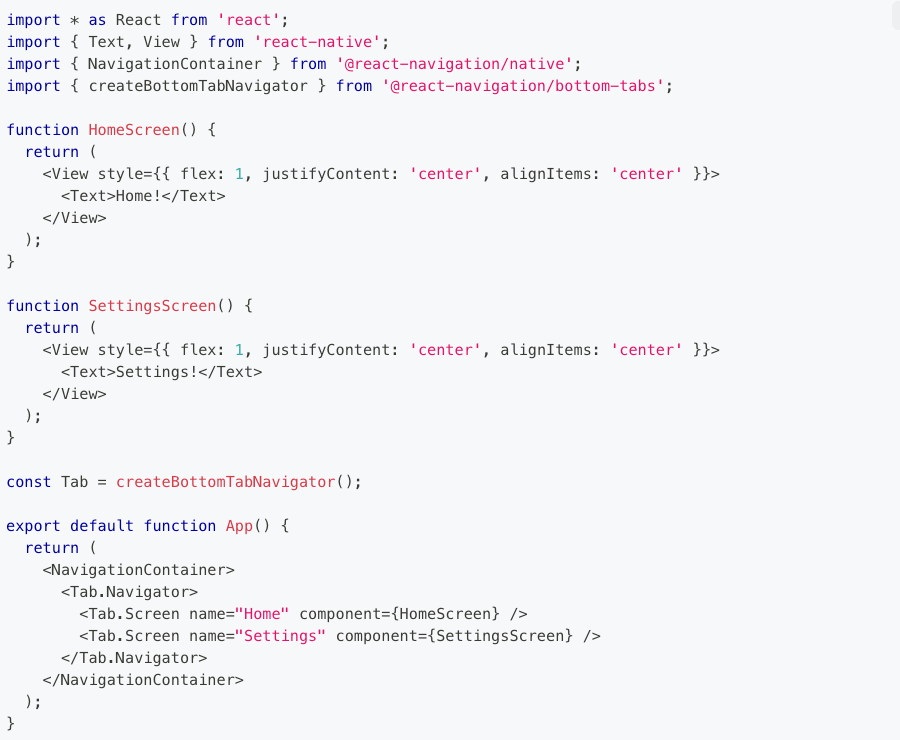 import * as React from 'react';
import { Text, View } from 'react-native';
import { NavigationContainer } from '@react-navigation/native';
import { createBottomTabNavigator } from '@react-navigation/bottom-tabs';

function HomeScreen() {
  return (
    <View style={{ flex: 1, justifyContent: 'center', alignItems: 'center' }}>
      <Text>Home!</Text>
    </View>
  );
}

function SettingsScreen() {
  return (
    <View style={{ flex: 1, justifyContent: 'center', alignItems: 'center' }}>
      <Text>Settings!</Text>
    </View>
  );
}

const Tab = createBottomTabNavigator();

export default function App() {
  return (
    <NavigationContainer>
      <Tab.Navigator>
        <Tab.Screen name="Home" component={HomeScreen} />
        <Tab.Screen name="Settings" component={SettingsScreen} />
      </Tab.Navigator>
    </NavigationContainer>
  );
}